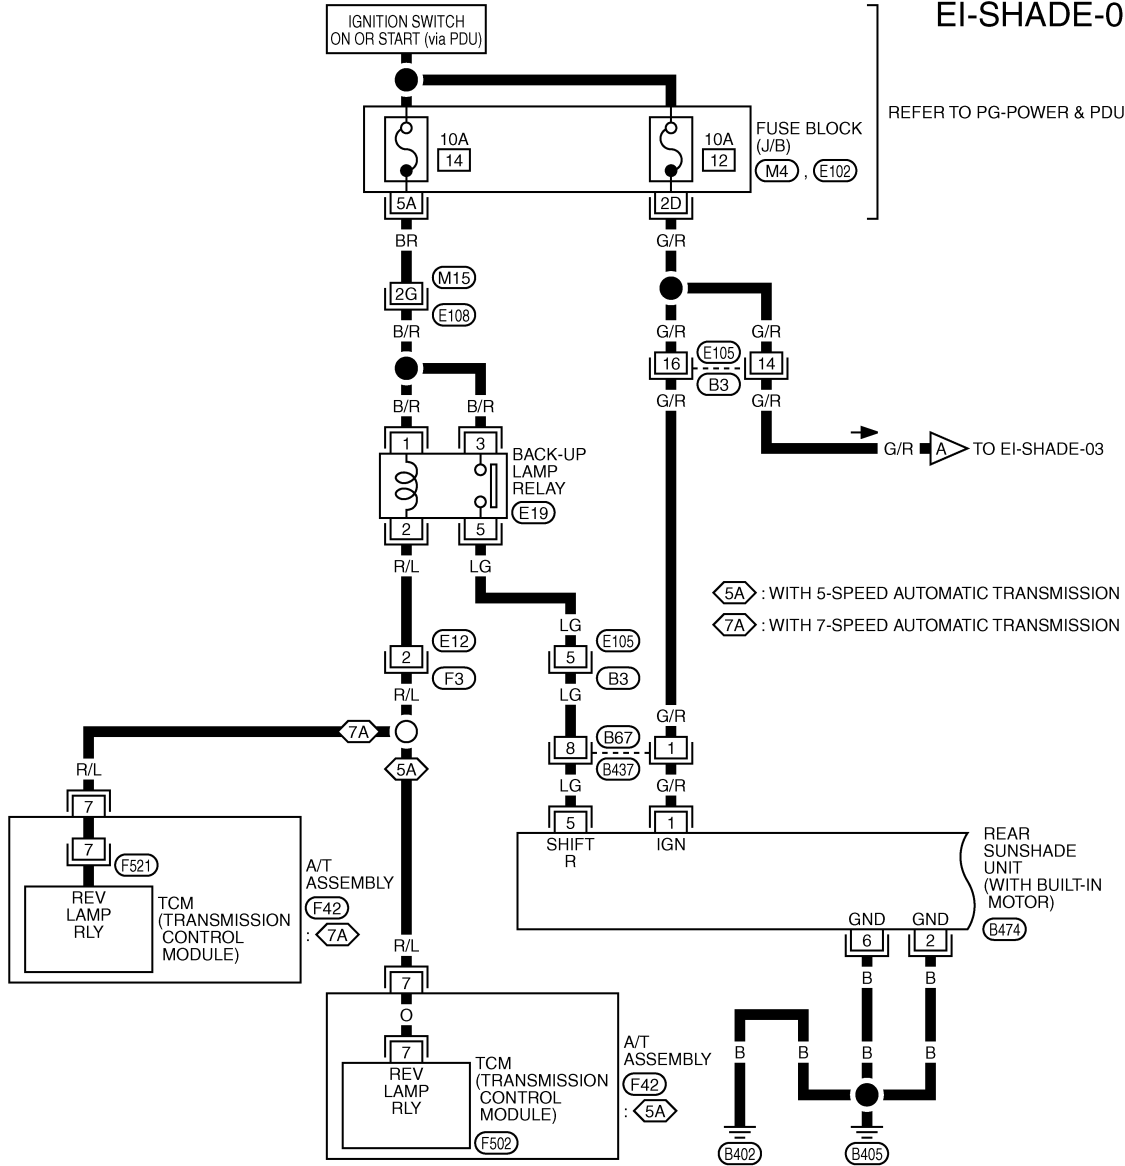 EI-SHADE-0
IGNITION SWITCH
ON OR START (via PDU)
REFER TO PG-POWER & PDU
10A
14
10A
12
FUSE BLOCK
(J/B)
M4 , E102
5A
2D
BR
G/R
M15
2G
E108
B/R
G/R
G/R
16
E105
14
B3
B/R
B/R
G/R
G/R
G/R
A
TO EI-SHADE-03
1
3
BACK-UP
LAMP
RELAY
E19
2
5
R/L
LG
5A : WITH 5-SPEED AUTOMATIC TRANSMISSION
7A : WITH 7-SPEED AUTOMATIC TRANSMISSION
LG
E12
2
F3
E105
5
B3
R/L
LG
G/R
7A
B67
8
1
B437
5A
R/L
LG
G/R
7
5
1
SHIFT
R
IGN
REAR
SUNSHADE
UNIT
(WITH BUILT-IN
MOTOR)
B474
7
F521
A/T
ASSEMBLY
F42
: 7A
REV
LAMP
RLY
TCM
(TRANSMISSION
CONTROL
MODULE)
GND
GND
6
2
R/L
B
B
7
O
7
B
B
B
B
REV
LAMP
RLY
TCM
(TRANSMISSION
CONTROL
MODULE)
F502
A/T
ASSEMBLY
F42
: 5A
B402
B405